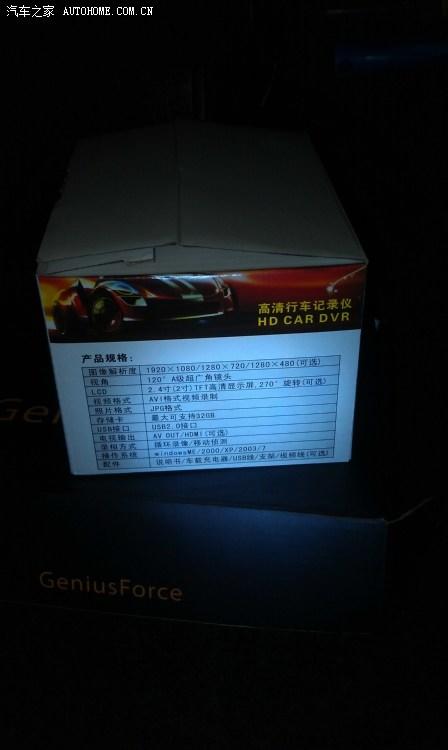 汽车之家 AUTOHOME.COM.CN
高清行车记录仪
HD CAR DVR
产品规格:
图像解析度 1920×1080/1280×720/1280×480(可选)
视角 120°A级超广角镜头
LCD 2.4寸(2寸)TFT高清显示屏,270°旋转(可选)
视频格式 AVI格式视频录制
照片格式 JPG格式
存储卡 最大可支持32GB
USB接口 USB2.0接口
电视输出 AV OUT/HDMI(可选)
录相方式 循环录像/移动侦测
操作系统 windowsME/2000/XP/2003/7
配件 说明书/车载充电器/USB线/支架/视频线(可选)
Ge
GeniusForce